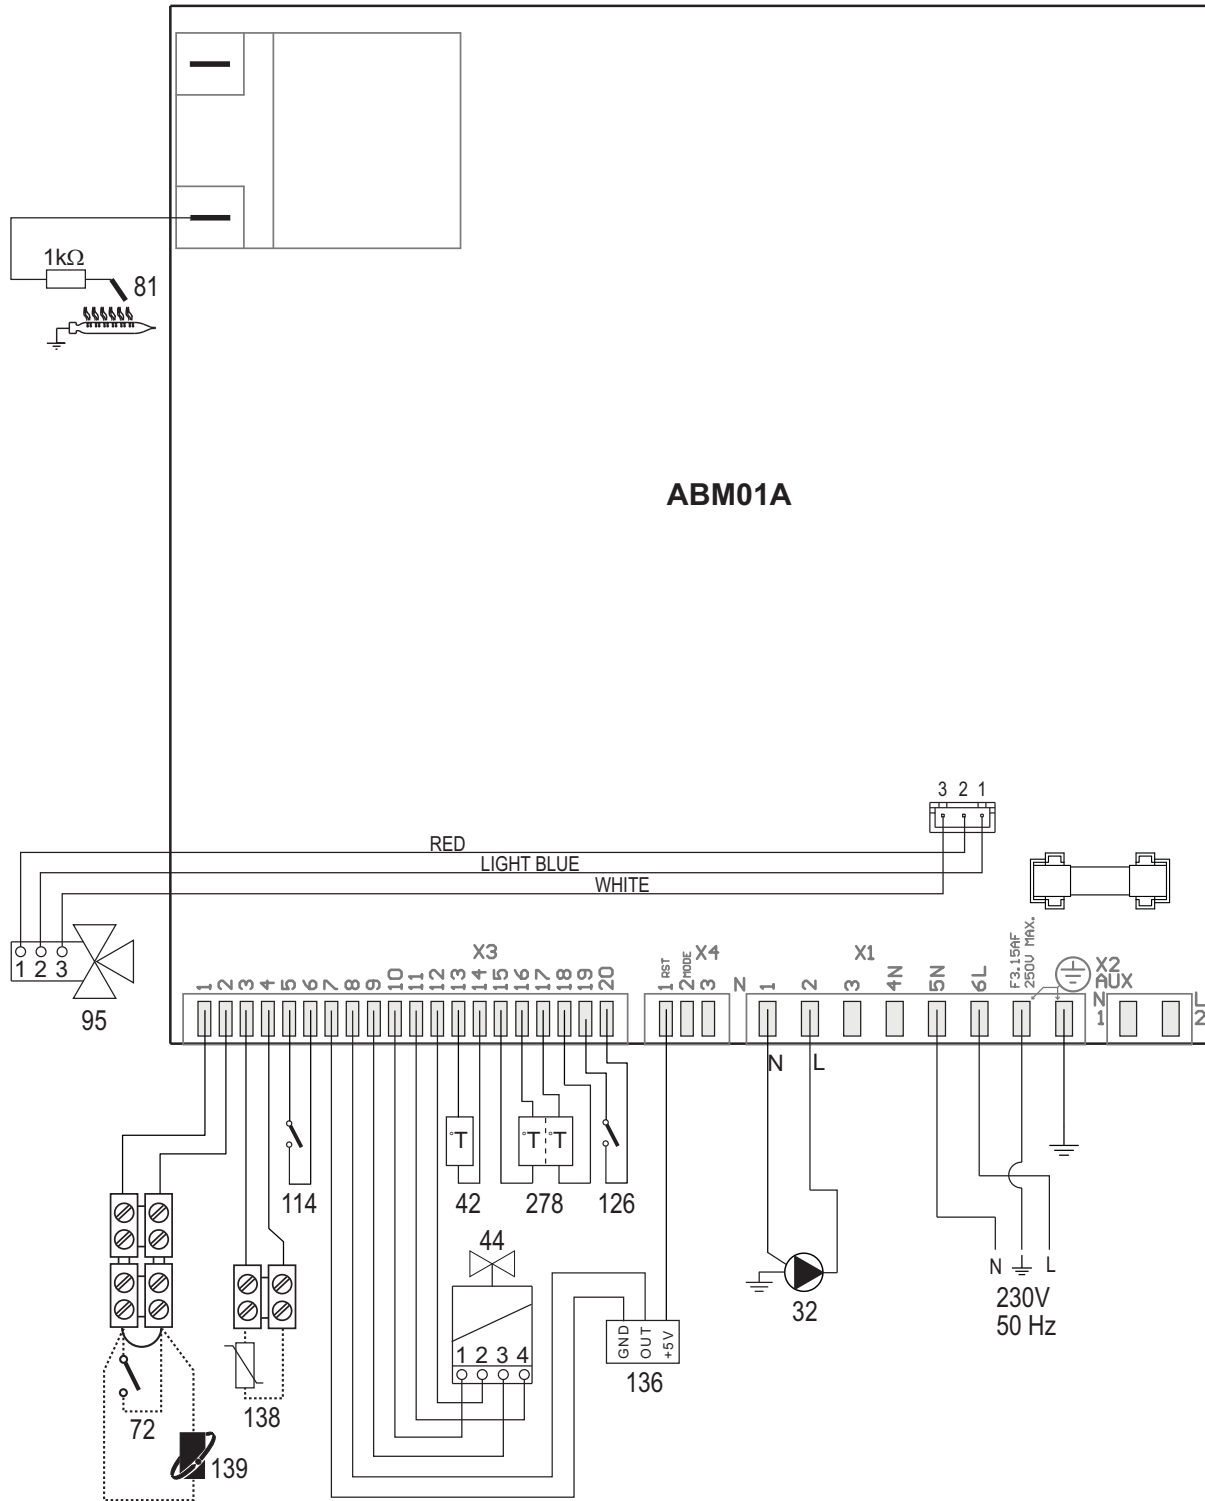 1kΩ
81
ABM01A
3 2 1
RED
LIGHT BLUE
WHITE
1 2 3
95
X3
1 2 3 4 5 6 7 8 9 10 11 12 13 14 15 16 17 18 19 20
X4
1 RST
2 MODE
3
N
X1
1 2 3 4N 5N 6L
F3.15AF
250V MAX.
X2
AUX
N L
1 2
N L
°T
°T °T
114
42
278
126
44
1 2 3 4
GND
OUT
+5V
136
32
N L
230V
50 Hz
72
138
139